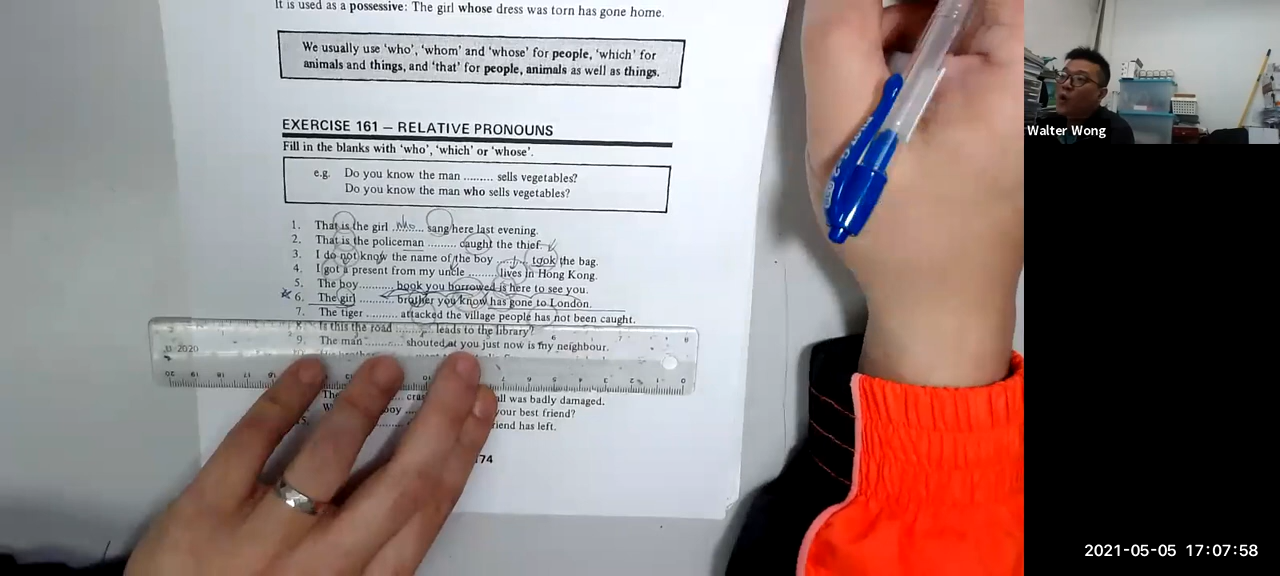 It is used as a possessive: The girl whose dress was torn has gone home.
We usually use 'who', 'whom' and 'whose' for people, 'which' for
animals and things, and 'that' for people, animals as well as things.
EXERCISE 161 – RELATIVE PRONOUNS
Fill in the blanks with 'who', 'which' or 'whose'.
e.g. Do you know the man ......... sells vegetables?
Do you know the man who sells vegetables?
1. That is the girl who sang here last evening.
2. That is the policeman ......... caught the thief.
3. I do not know the name of the boy ......... took the bag.
4. I got a present from my uncle ......... lives in Hong Kong.
5. The boy ........... book you borrowed is here to see you.
6. The girl ........... brother you know has gone to London.
7. The tiger ......... attacked the village people has not been caught.
8. Is this the road ......... leads to the library?
9. The man ........... shouted at you just now is my neighbour.
all was badly damaged.
boy your best friend?
15. iend has left.
174
2020
Walter Wong
2021-05-05 17:07:58